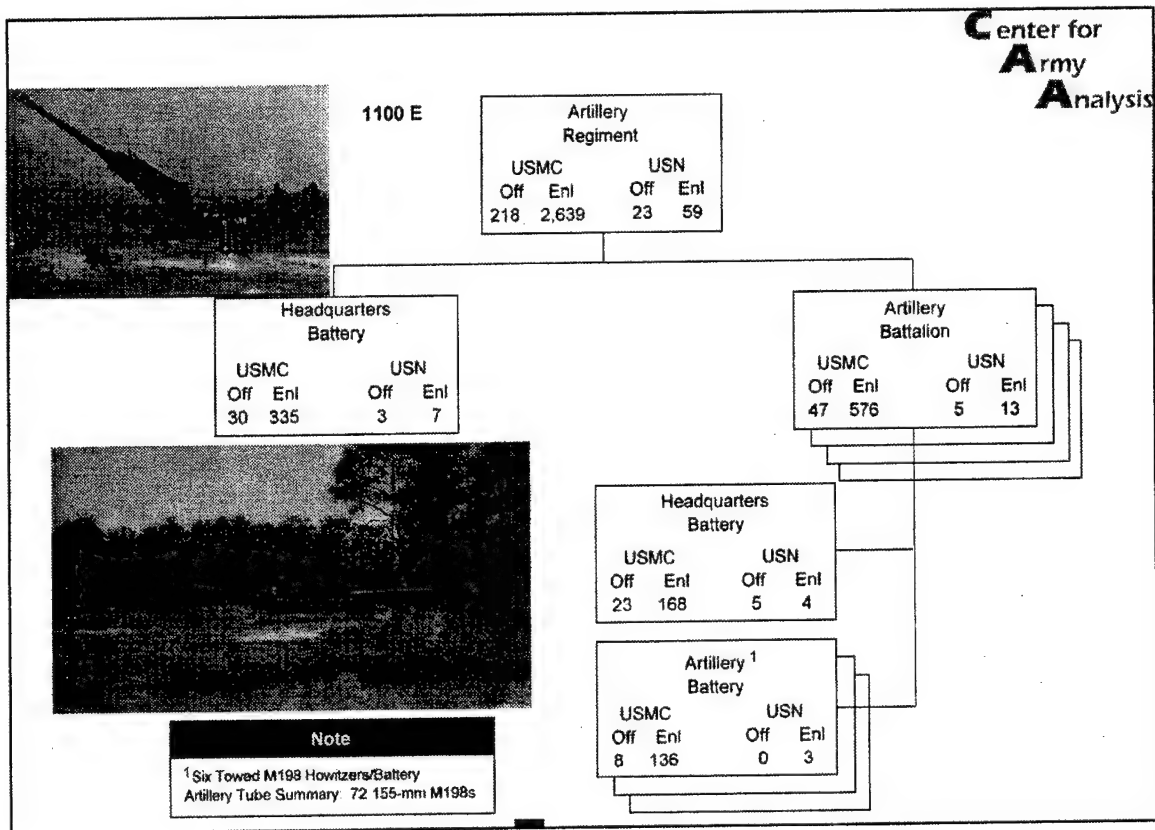 Center for
Army
Analysis
1100 E
Artillery
Regiment
USMC USN
Off Enl Off Enl
218 2,639 23 59
Headquarters
Battery
USMC USN
Off Enl Off Enl
30 335 3 7
Artillery
Battalion
USMC USN
Off Enl Off Enl
47 576 5 13
Headquarters
Battery
USMC USN
Off Enl Off Enl
23 168 5 4
Artillery 1
Battery
USMC USN
Off Enl Off Enl
8 136 0 3
Note
1Six Towed M198 Howitzers/Battery
Artillery Tube Summary: 72 155-mm M198s